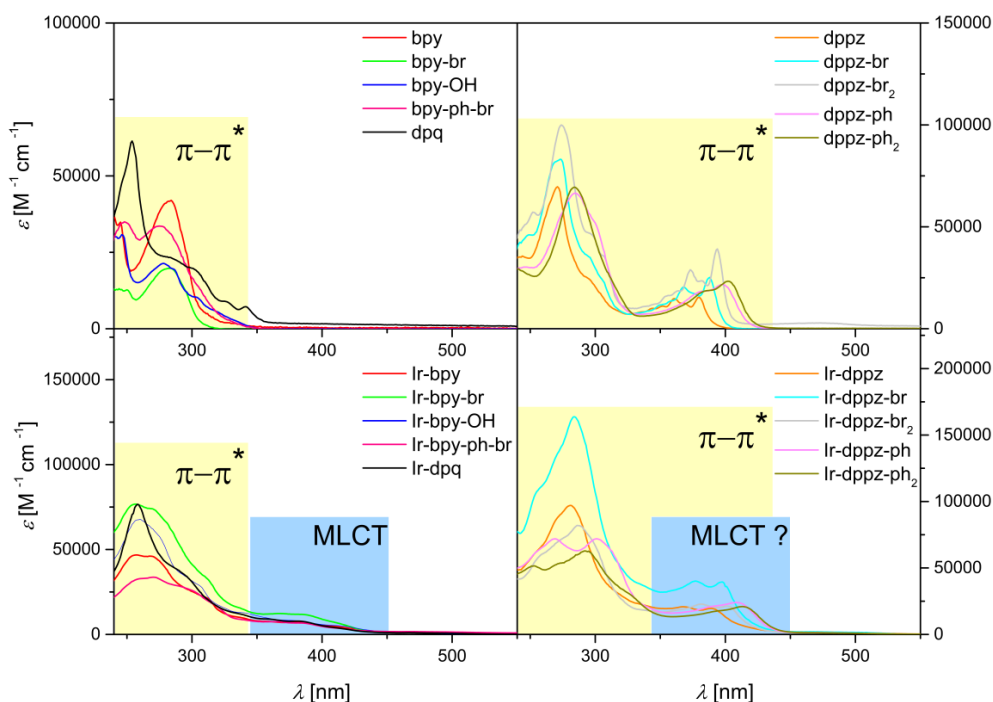 100000
50000
0
ε [M⁻¹ cm⁻¹]
300
400
500
bpy
bpy-br
bpy-OH
bpy-ph-br
dpq
π–π*
150000
100000
50000
0
300
400
500
dppz
dppz-br
dppz-br₂
dppz-ph
dppz-ph₂
π–π*
150000
100000
50000
0
ε [M⁻¹ cm⁻¹]
300
400
500
λ [nm]
Ir-bpy
Ir-bpy-br
Ir-bpy-OH
Ir-bpy-ph-br
Ir-dpq
π–π*
MLCT
200000
150000
100000
50000
0
300
400
500
λ [nm]
Ir-dppz
Ir-dppz-br
Ir-dppz-br₂
Ir-dppz-ph
Ir-dppz-ph₂
π–π*
MLCT ?